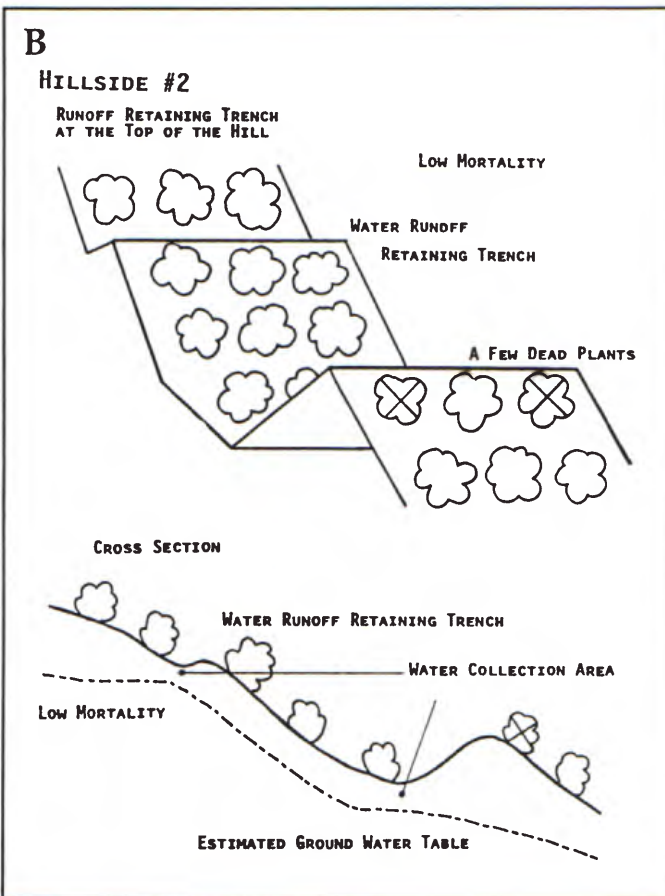 B
HILLSIDE #2
RUNOFF RETAINING TRENCH
AT THE TOP OF THE HILL
LOW MORTALITY
WATER RUNOFF
RETAINING TRENCH
A FEW DEAD PLANTS
CROSS SECTION
WATER RUNOFF RETAINING TRENCH
WATER COLLECTION AREA
LOW MORTALITY
ESTIMATED GROUND WATER TABLE